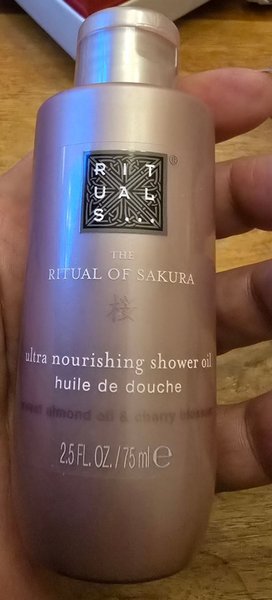 RIT
UAL
S...
®
THE
RITUAL OF SAKURA
桜
ultra nourishing shower oil
huile de douche
sweet almond oil & cherry blossom
2.5 FL. OZ. / 75 ml ℮